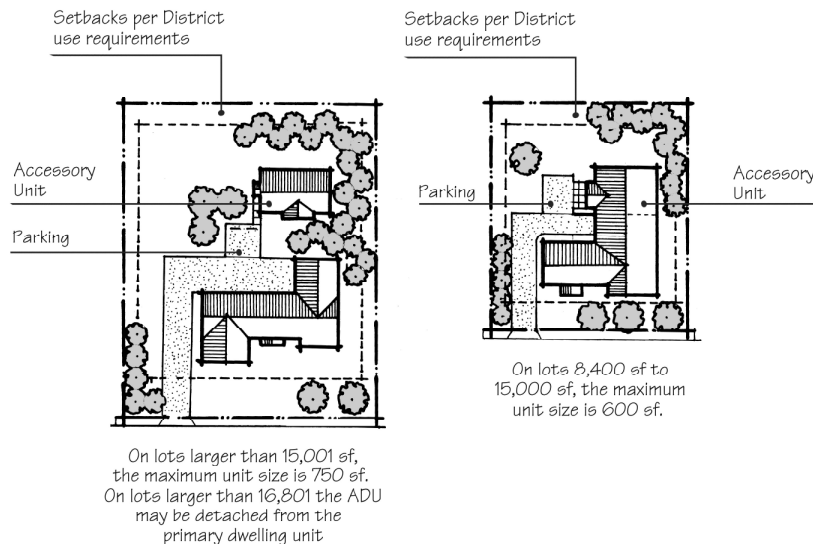 Setbacks per District
use requirements
Accessory
Unit
Parking
On lots larger than 15,001 sf,
the maximum unit size is 750 sf.
On lots larger than 16,801 the ADU
may be detached from the
primary dwelling unit
Setbacks per District
use requirements
Parking
Accessory
Unit
On lots 8,400 sf to
15,000 sf, the maximum
unit size is 600 sf.